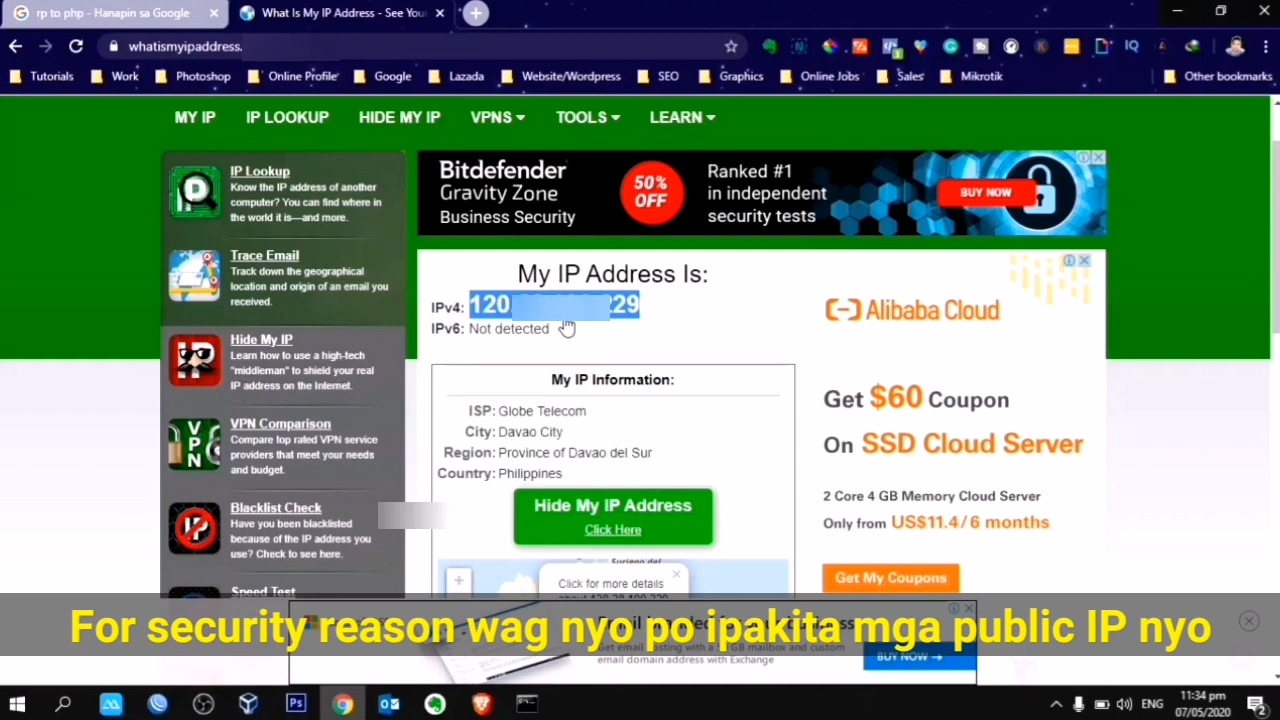 rp to php - Hanapin sa Google
What Is My IP Address - See Your
whatismyipaddress.
Tutorials
Work
Photoshop
Online Profile
Google
Lazada
Website/Wordpress
SEO
Graphics
Online Jobs
Sales
Mikrotik
Other bookmarks
MY IP
IP LOOKUP
HIDE MY IP
VPNS
TOOLS
LEARN
IP Lookup
Know the IP address of another
computer? You can find where in
the world it is—and more.
Trace Email
Track down the geographical
location and origin of an email you
received.
Hide My IP
Learn how to use a high-tech
"middleman" to shield your real
IP address on the Internet.
VPN
VPN Comparison
Compare top rated VPN service
providers that meet your needs
and budget.
IP
Blacklist Check
Have you been blacklisted
because of the IP address you
use? Check to see here.
Speed Test
Bitdefender
Gravity Zone
Business Security
50%
OFF
Ranked #1
in independent
security tests
BUY NOW
My IP Address Is:
IPv4: 120. 229
IPv6: Not detected
My IP Information:
ISP: Globe Telecom
City: Davao City
Region: Province of Davao del Sur
Country: Philippines
Hide My IP Address
Click Here
Click for more details
Alibaba Cloud
Get $60 Coupon
On SSD Cloud Server
2 Core 4 GB Memory Cloud Server
Only from US$11.4/6 months
Get My Coupons
For security reason wag nyo po ipakita mga public IP nyo
email domain address with Exchange
BUY NOW →
ENG
11:34 pm
07/05/2020
2